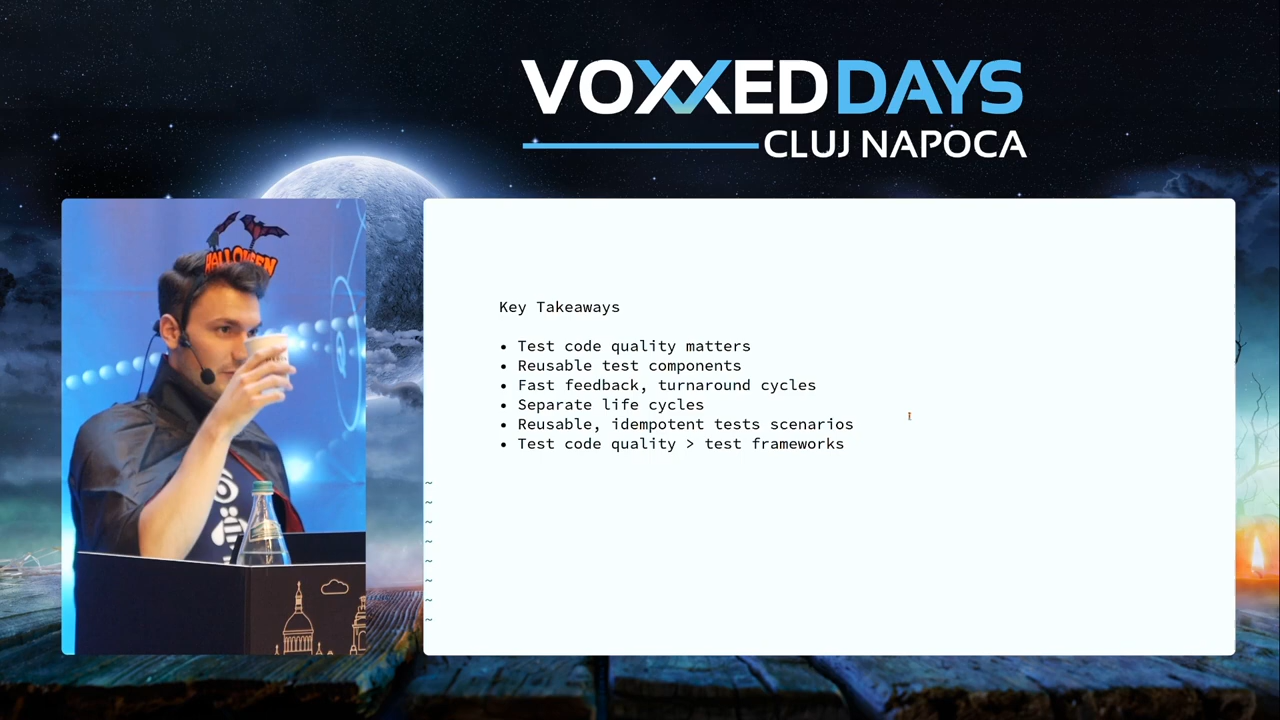 VOXXED DAYS
CLUJ NAPOCA
HALLOWEEN
Key Takeaways
• Test code quality matters
• Reusable test components
• Fast feedback, turnaround cycles
• Separate life cycles
• Reusable, idempotent tests scenarios
• Test code quality > test frameworks
~
~
~
~
~
~
~
~